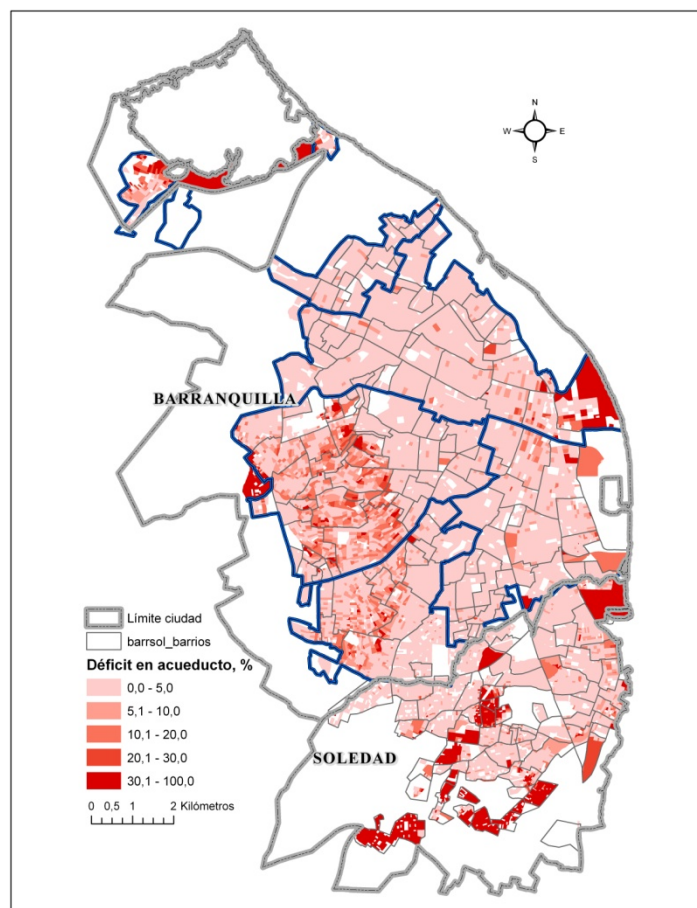 N
W E
S
BARRANQUILLA
Límite ciudad
barrsol_barrios
Déficit en acueducto, %
0,0 - 5,0
5,1 - 10,0
10,1 - 20,0
20,1 - 30,0
30,1 - 100,0
SOLEDAD
0 0,5 1 2 Kilómetros